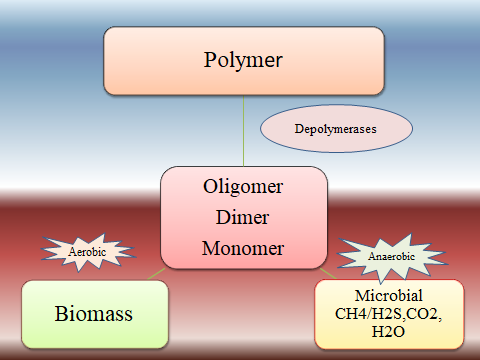 Polymer
Depolymerases
Oligomer
Dimer
Monomer
Aerobic
Anaerobic
Biomass
Microbial
CH4/H2S,CO2,
H2O